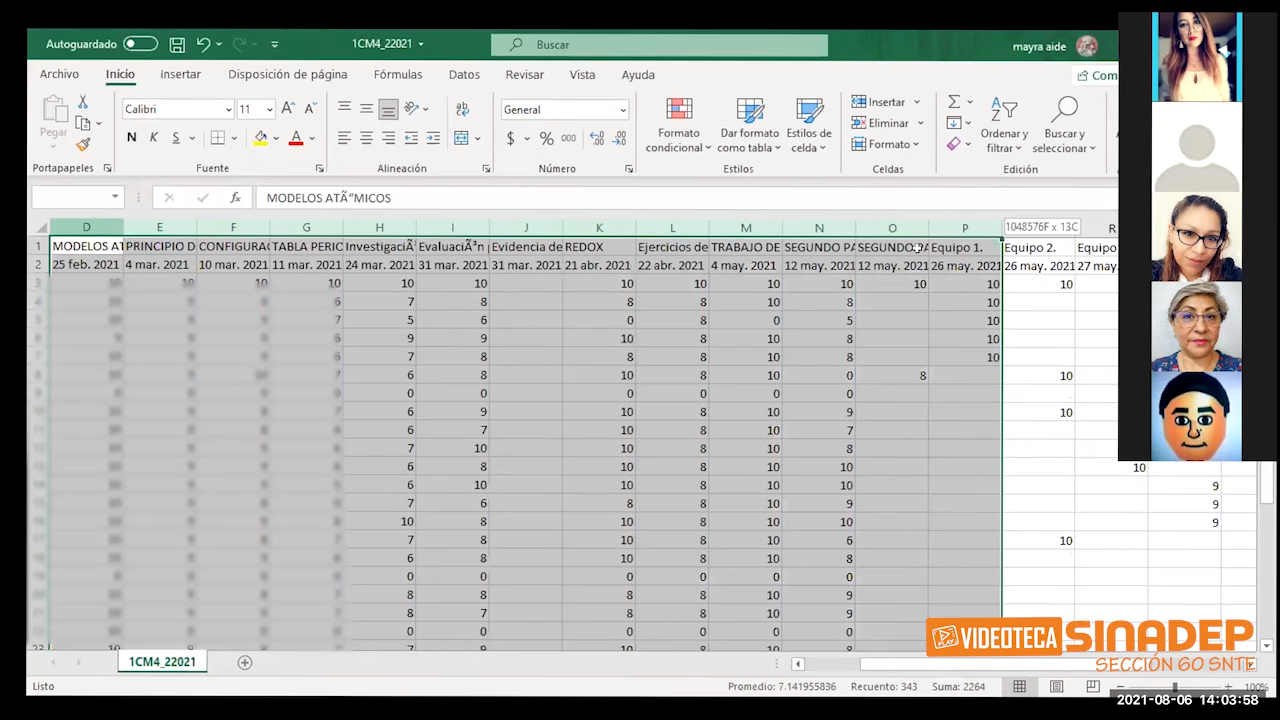 Autoguardado 1CM4_22021 Buscar mayra aide
Archivo Inicio Insertar Disposición de página Fórmulas Datos Revisar Vista Ayuda Com
Pegar Calibri 11 General Formato condicional Dar formato como tabla Estilos de celda Insertar Eliminar Formato Ordenar y filtrar Buscar y seleccionar
N K S $ % 000
Portapapeles Fuente Alineación Número Estilos Celdas Edición
fx MODELOS ATÃ“MICOS
D E F G H I J K L M N O P 1048576F x 13C R
1 MODELOS AT PRINCIPIO D CONFIGURA TABLA PERIO InvestigaciÃ³ EvaluaciÃ³n Evidencia de REDOX Ejercicios de TRABAJO DE SEGUNDO PA SEGUNDO PA Equipo 1. Equipo 2. Equipo
2 25 feb. 2021 4 mar. 2021 10 mar. 2021 11 mar. 2021 24 mar. 2021 31 mar. 2021 31 mar. 2021 21 abr. 2021 22 abr. 2021 4 may. 2021 12 may. 2021 12 may. 2021 26 may. 2021 26 may. 2021 27 may. 2021
3 10 10 10 10 10 10 10 10 10 10 10 10 10
6 7 8 8 8 10 8 10
7 5 6 0 8 0 5 10
6 9 9 10 8 10 8 10
6 7 8 8 8 10 8 10
7 6 8 10 8 10 0 8 10
0 0 0 0 0 0
6 9 10 8 10 9 10
6 7 10 8 10 7
7 10 10 8 10 8
6 8 10 8 10 10 10
6 10 10 8 10 10 9
7 6 8 8 10 9 9
10 8 10 8 10 10 9
7 8 10 8 10 6 10
6 8 10 8 10 8
0 0 0 0 0 0
8 8 8 8 10 9
8 7 8 8 10 9
0 0 0 0 0 0
1CM4_22021
Listo Promedio: 7.141955836 Recuento: 343 Suma: 2264 100%
PLAY VIDEOTECA SINADEP
SECCIÓN 60 SNTE
2021-08-06 14:03:58